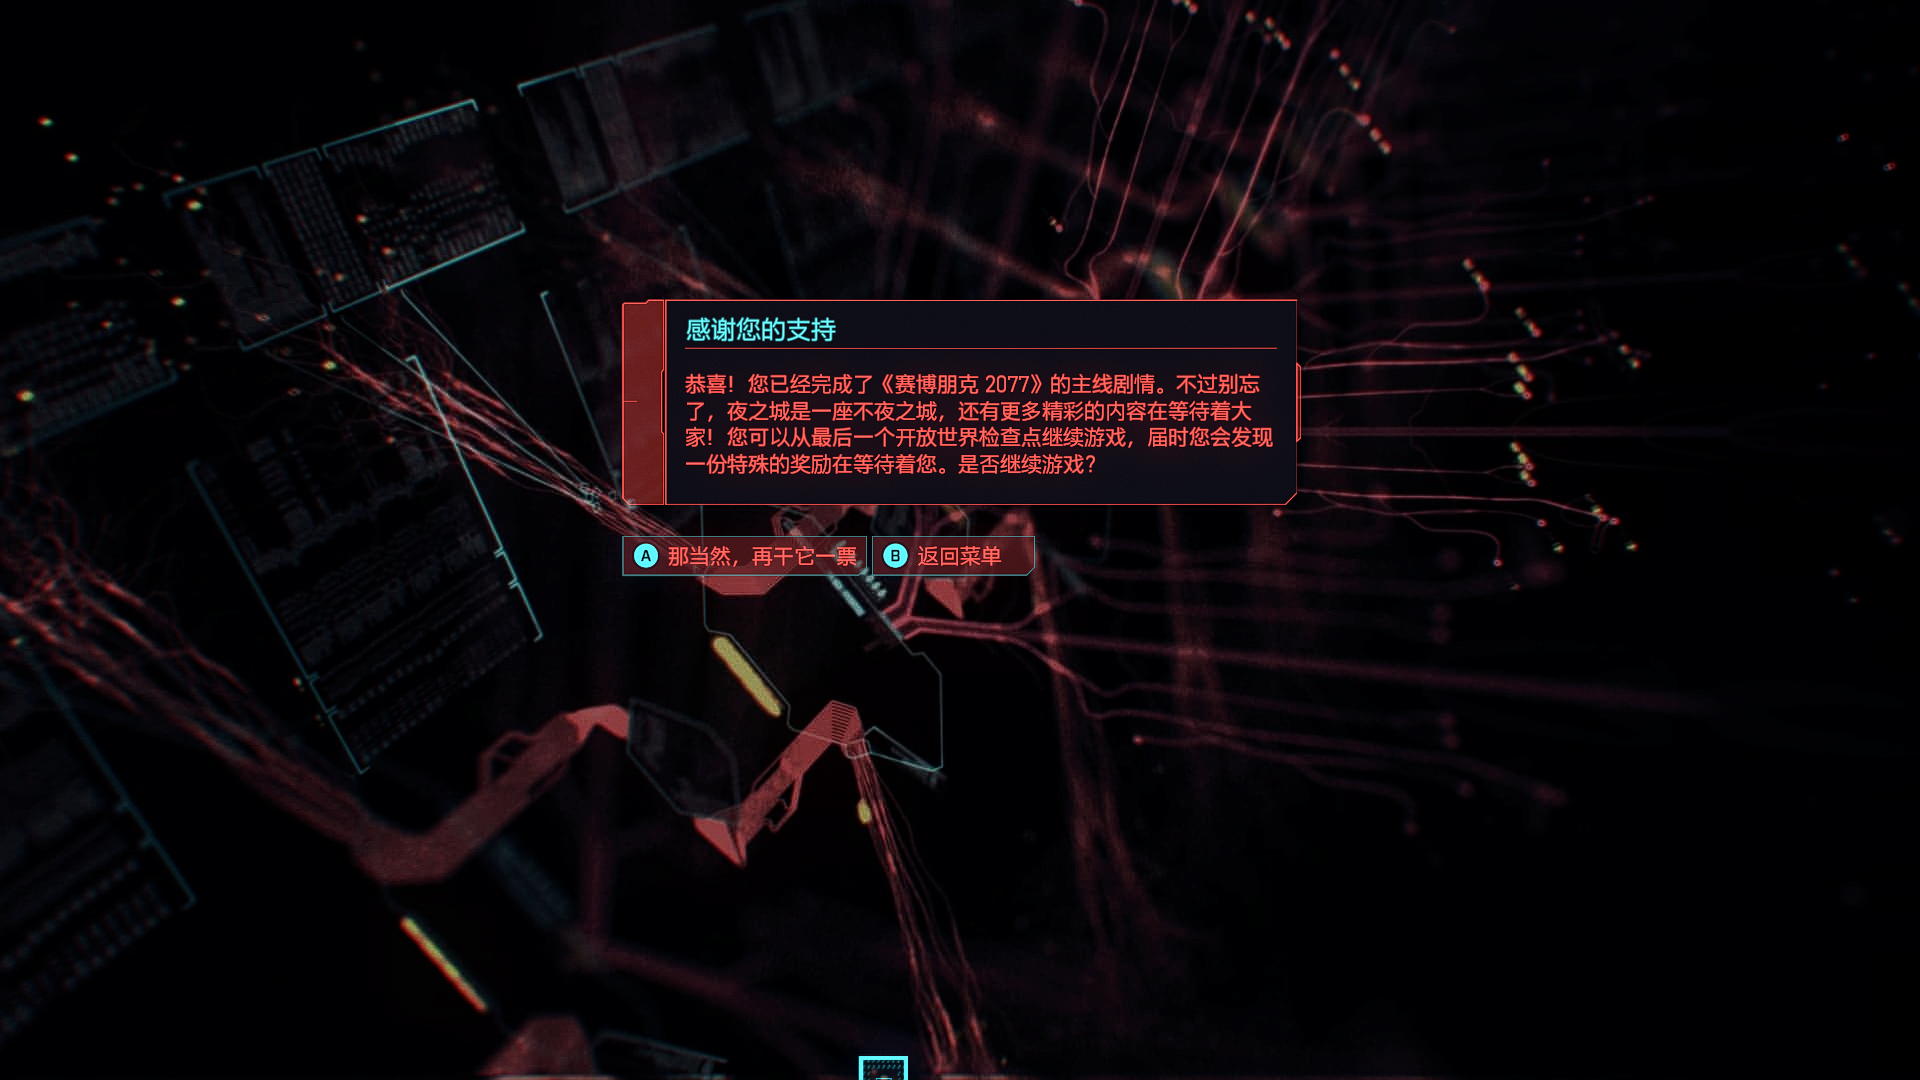 感谢您的支持
恭喜！您已经完成了《赛博朋克 2077》的主线剧情。不过别忘
了，夜之城是一座不夜之城，还有更多精彩的内容在等待着大
家！您可以从最后一个开放世界检查点继续游戏，届时您会发现
一份特殊的奖励在等待着您。是否继续游戏？
A 那当然，再干它一票
B 返回菜单